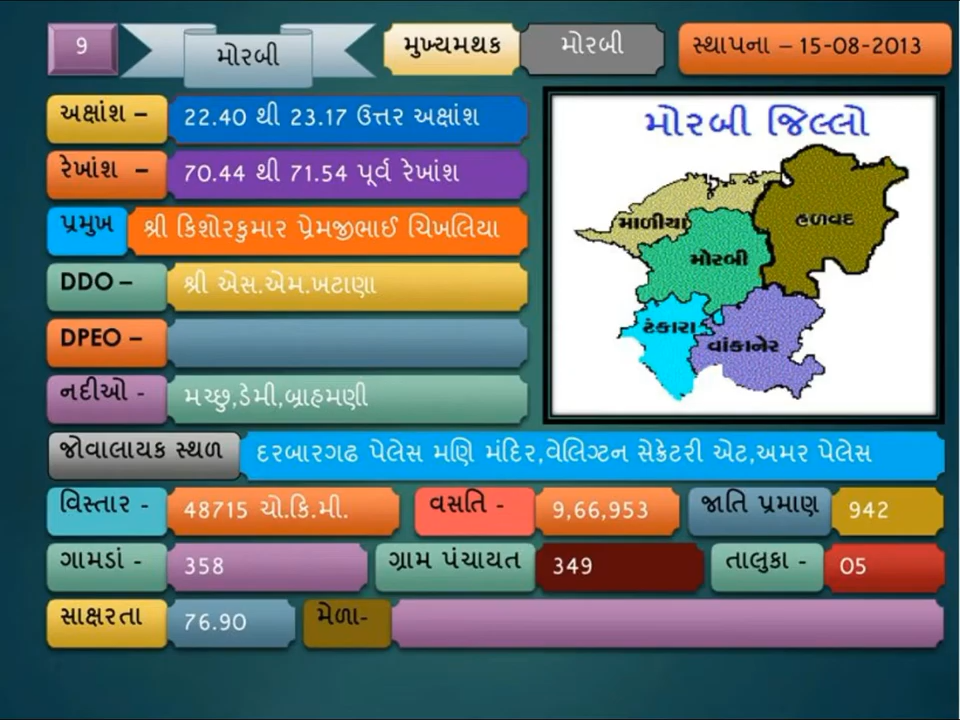 9 મોરબી મુખ્યમથક મોરબી સ્થાપના – 15-08-2013
અક્ષાંશ – 22.40 થી 23.17 ઉત્તર અક્ષાંશ
રેખાંશ – 70.44 થી 71.54 પૂર્વ રેખાંશ
પ્રમુખ શ્રી કિશોરકુમાર પ્રેમજીભાઈ ચિખલિયા
DDO – શ્રી એસ.એમ.ખટાણા
DPEO –
નદીઓ - મચ્છુ,ડેમી,બ્રાહમણી
મોરબી જિલ્લો
માળીયા
હળવદ
મોરબી
ટંકારા
વાંકાનેર
જોવાલાયક સ્થળ દરબારગઢ પેલેસ મણિ મંદિર,વેલિગ્ટન સેક્રેટરી એટ,અમર પેલેસ
વિસ્તાર - 48715 ચો.કિ.મી. વસતિ - 9,66,953 જાતિ પ્રમાણ 942
ગામડાં - 358 ગ્રામ પંચાયત 349 તાલુકા - 05
સાક્ષરતા 76.90 મેળા-